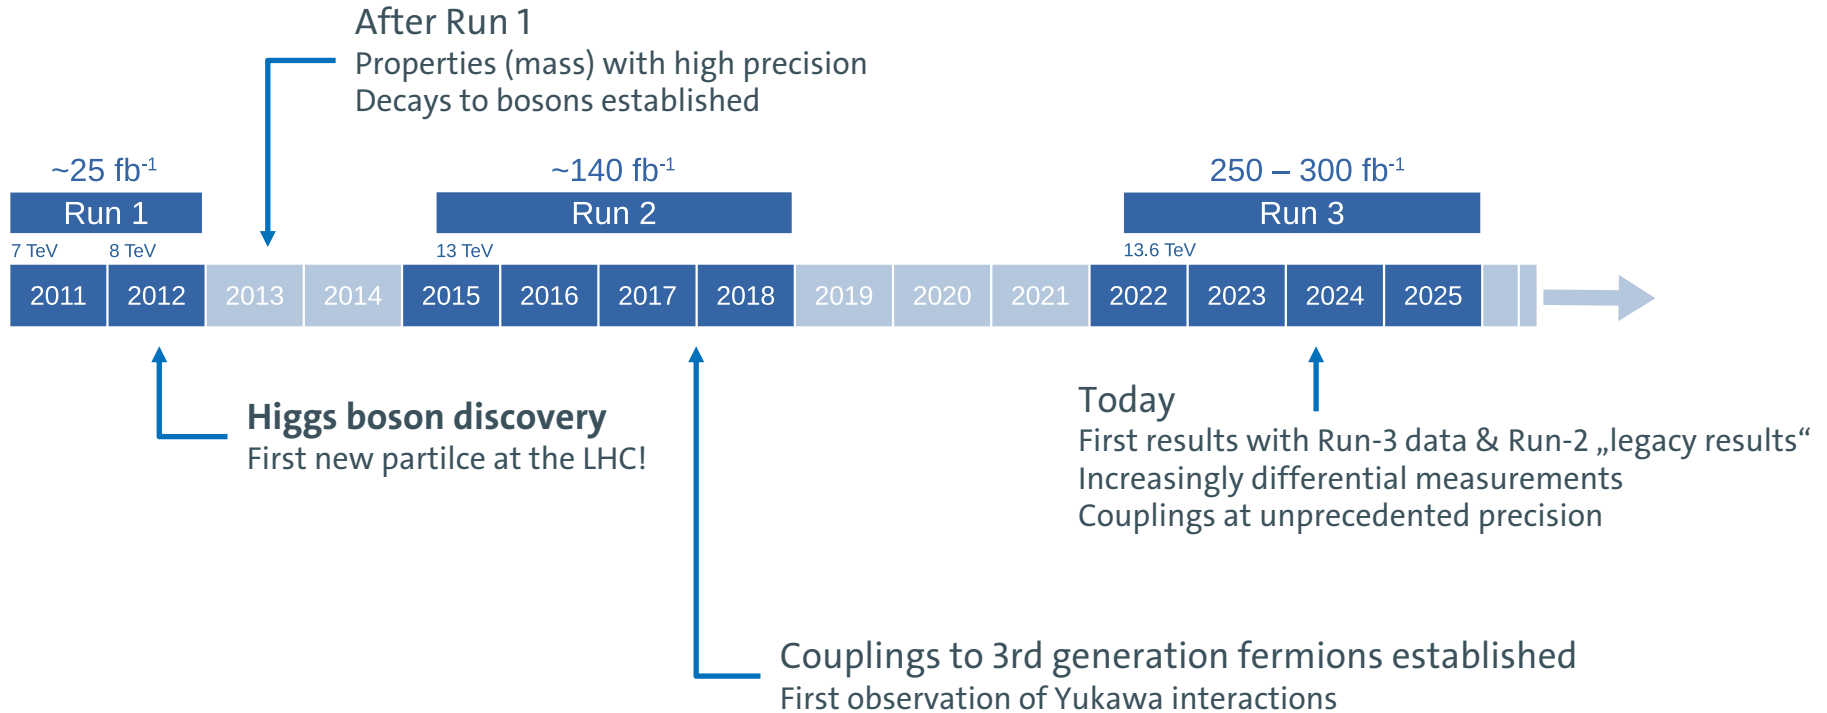 After Run 1
Properties (mass) with high precision
Decays to bosons established
~25 fb-1
~140 fb-1
250 – 300 fb-1
Run 1
Run 2
Run 3
7 TeV
8 TeV
13 TeV
13.6 TeV
2011 2012 2013 2014 2015 2016 2017 2018 2019 2020 2021 2022 2023 2024 2025
Higgs boson discovery
First new partilce at the LHC!
Today
First results with Run-3 data & Run-2 „legacy results“
Increasingly differential measurements
Couplings at unprecedented precision
Couplings to 3rd generation fermions established
First observation of Yukawa interactions